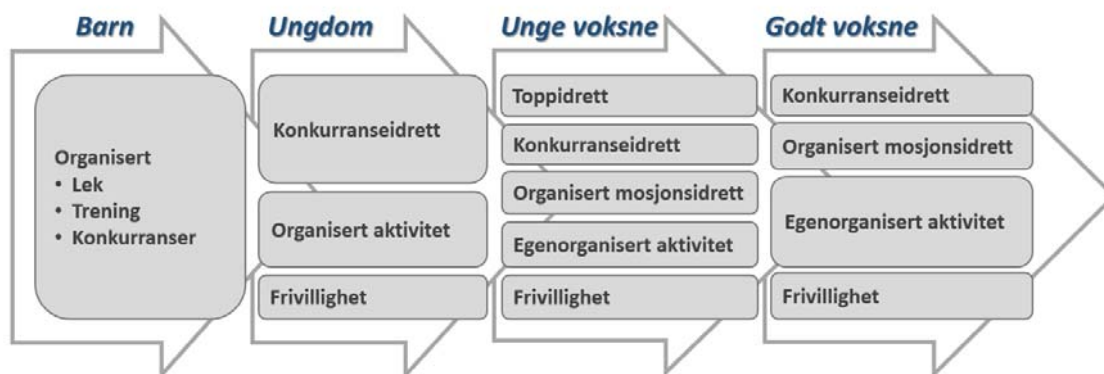 Barn
Organisert
• Lek
• Trening
• Konkurranser
Ungdom
Konkurranseidrett
Organisert aktivitet
Frivillighet
Unge voksne
Toppidrett
Konkurranseidrett
Organisert mosjonsidrett
Egenorganisert aktivitet
Frivillighet
Godt voksne
Konkurranseidrett
Organisert mosjonsidrett
Egenorganisert aktivitet
Frivillighet